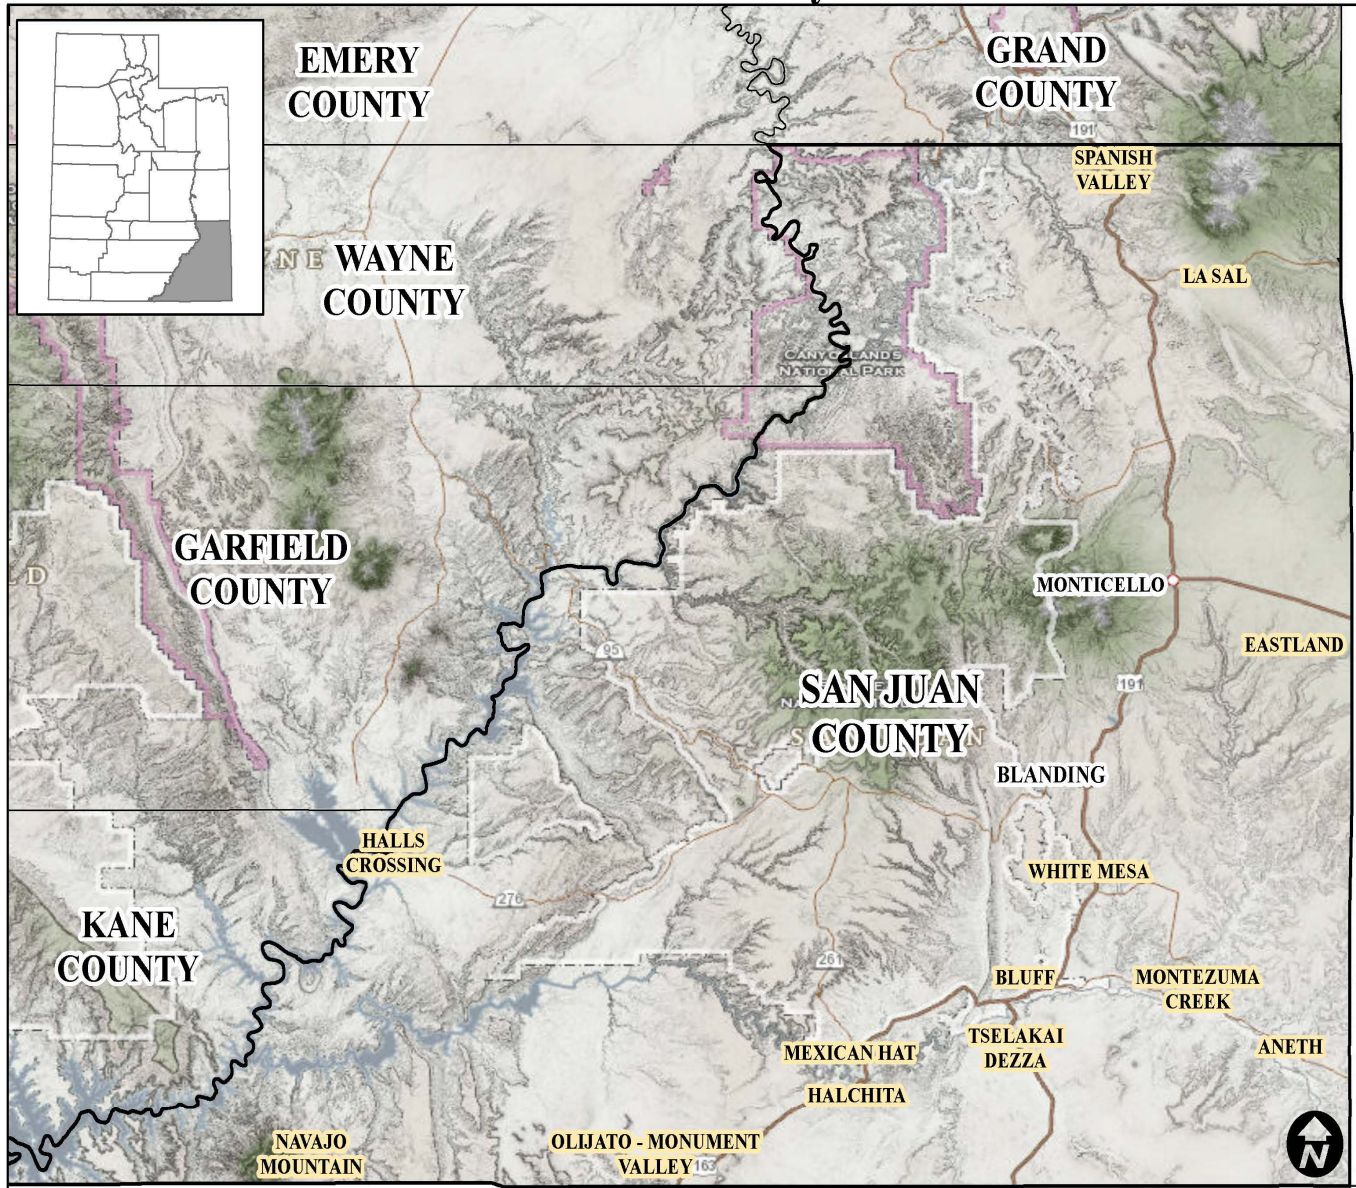 EMERY
COUNTY
GRAND
COUNTY
191
SPANISH
VALLEY
NE
WAYNE
COUNTY
LA SAL
CANYONLANDS
NATIONAL PARK
GARFIELD
COUNTY
LD
MONTICELLO
EASTLAND
95
191
SAN JUAN
COUNTY
BLANDING
HALLS
CROSSING
WHITE MESA
276
KANE
COUNTY
261
BLUFF
MONTEZUMA
CREEK
TSELAKAI
DEZZA
MEXICAN HAT
ANETH
HALCHITA
NAVAJO
MOUNTAIN
OLIJATO - MONUMENT
VALLEY
163
N